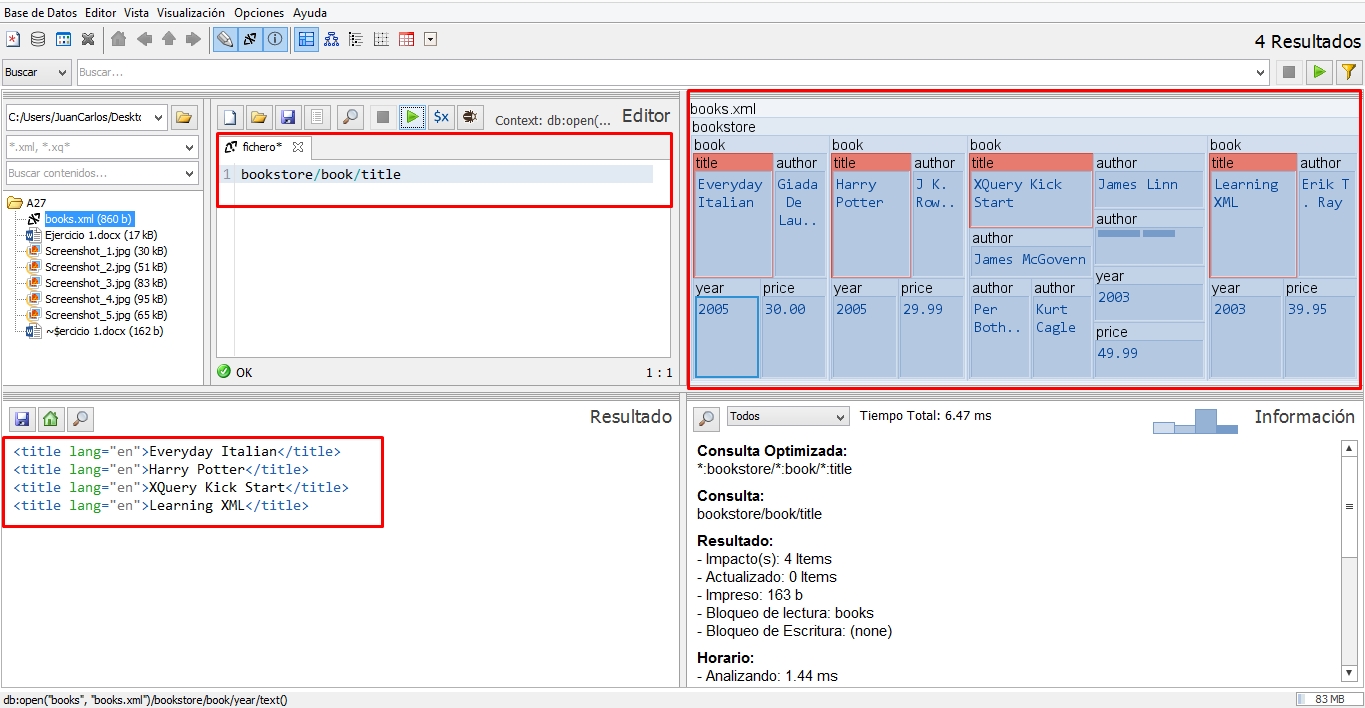 Base de Datos Editor Vista Visualización Opciones Ayuda
4 Resultados
Buscar Buscar...
C:/Users/JuanCarlos/Deskto
*.xml, *.xq*
Buscar contenidos...
A27
books.xml (860 b)
Ejercicio 1.docx (17 kB)
Screenshot_1.jpg (30 kB)
Screenshot_2.jpg (51 kB)
Screenshot_3.jpg (83 kB)
Screenshot_4.jpg (95 kB)
Screenshot_5.jpg (65 kB)
~$ercicio 1.docx (162 b)
$x Context: db:open(... Editor
fichero*
1 bookstore/book/title
OK 1 : 1
books.xml
bookstore
book book book book
title author title author title author title author
Everyday Giada Harry J K. XQuery Kick James Linn Learning Erik T
Italian De Potter Row.. Start XML . Ray
Lau..
author
author
James McGovern
year price year price author author year year price
2005 30.00 2005 29.99 Per Kurt 2003 2003 39.95
Both.. Cagle
price
49.99
Resultado
<title lang="en">Everyday Italian</title>
<title lang="en">Harry Potter</title>
<title lang="en">XQuery Kick Start</title>
<title lang="en">Learning XML</title>
Todos Tiempo Total: 6.47 ms Información
Consulta Optimizada:
*:bookstore/*:book/*:title
Consulta:
bookstore/book/title
Resultado:
- Impacto(s): 4 Items
- Actualizado: 0 Items
- Impreso: 163 b
- Bloqueo de lectura: books
- Bloqueo de Escritura: (none)
Horario:
- Analizando: 1.44 ms
db:open("books", "books.xml")/bookstore/book/year/text() 83 MB